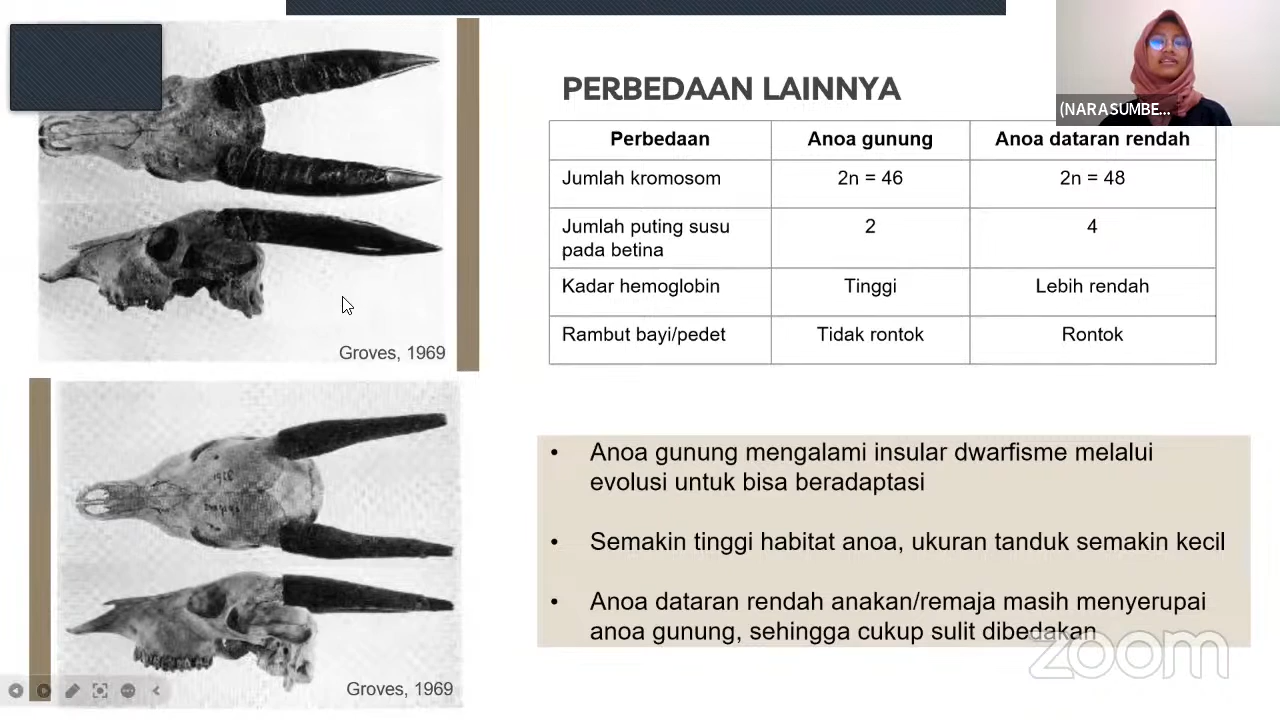 (NARASUMBE...
PERBEDAAN LAINNYA
Perbedaan Anoa gunung Anoa dataran rendah
Jumlah kromosom 2n = 46 2n = 48
Jumlah puting susu pada betina 2 4
Kadar hemoglobin Tinggi Lebih rendah
Rambut bayi/pedet Tidak rontok Rontok
Groves, 1969
• Anoa gunung mengalami insular dwarfisme melalui
evolusi untuk bisa beradaptasi
• Semakin tinggi habitat anoa, ukuran tanduk semakin kecil
• Anoa dataran rendah anakan/remaja masih menyerupai
anoa gunung, sehingga cukup sulit dibedakan
Groves, 1969
zoom